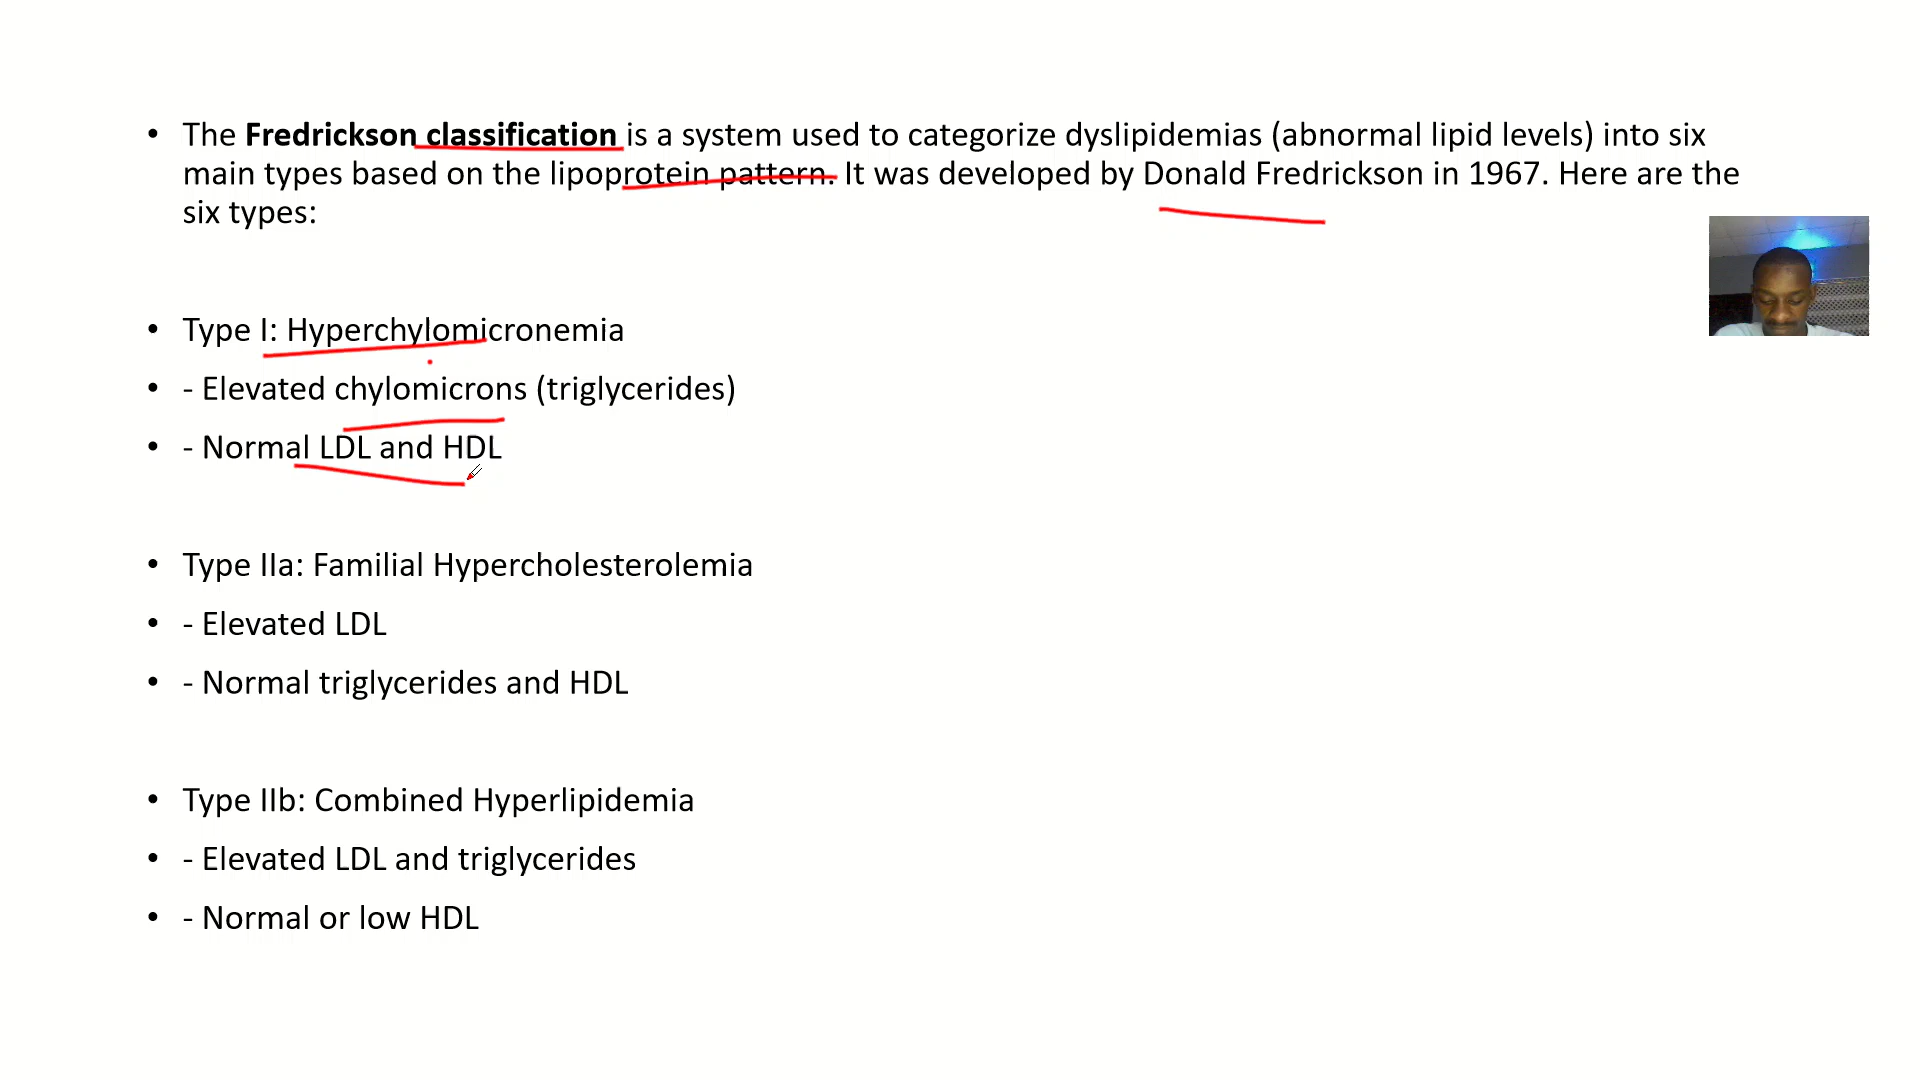 • The Fredrickson classification is a system used to categorize dyslipidemias (abnormal lipid levels) into six
main types based on the lipoprotein pattern. It was developed by Donald Fredrickson in 1967. Here are the
six types:
• Type I: Hyperchylomicronemia
• - Elevated chylomicrons (triglycerides)
• - Normal LDL and HDL
• Type IIa: Familial Hypercholesterolemia
• - Elevated LDL
• - Normal triglycerides and HDL
• Type IIb: Combined Hyperlipidemia
• - Elevated LDL and triglycerides
• - Normal or low HDL